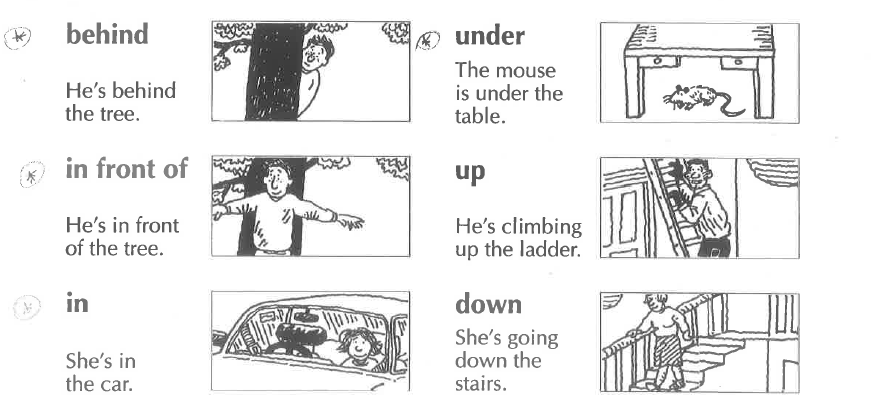 behind
He's behind
the tree.
in front of
He's in front
of the tree.
in
She's in
the car.
under
The mouse
is under the
table.
up
He's climbing
up the ladder.
down
She's going
down the
stairs.